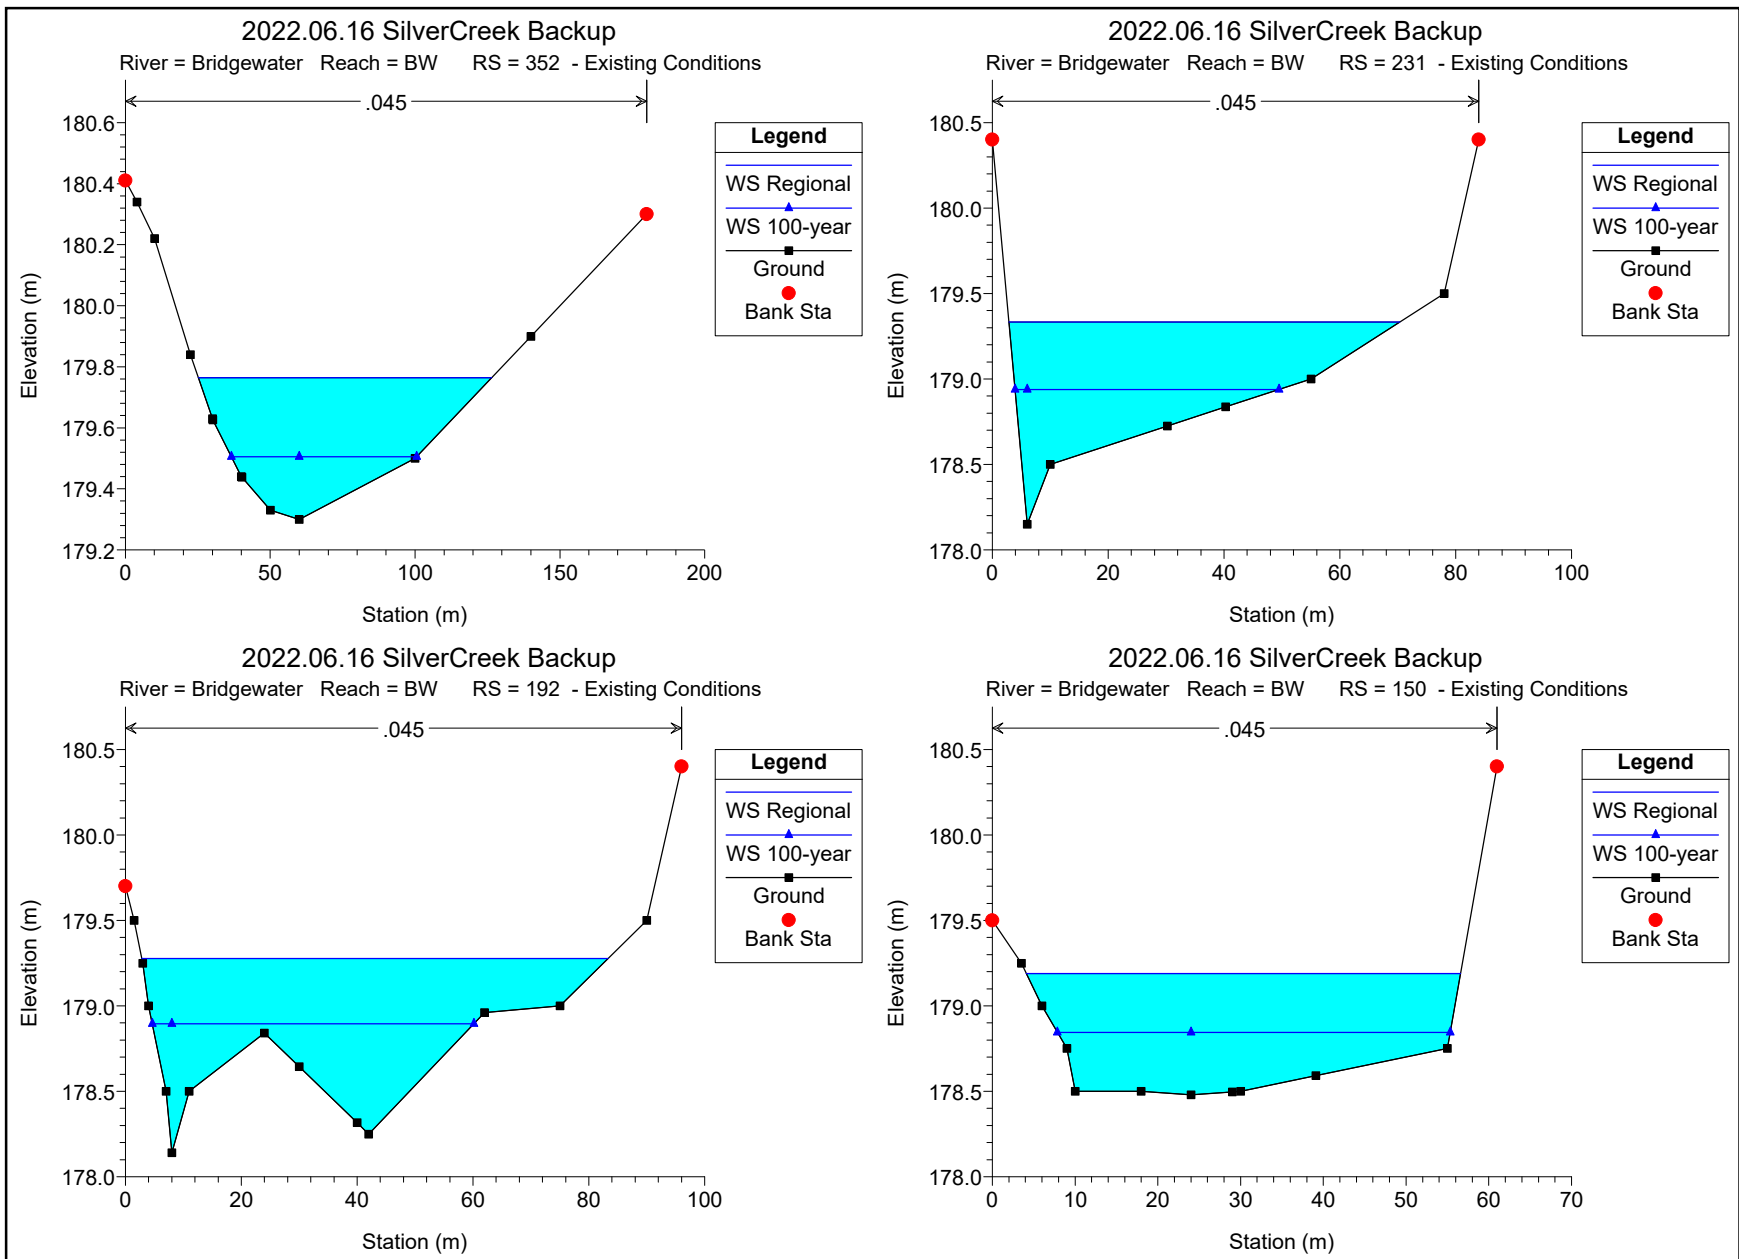 2022.06.16 SilverCreek Backup
River = Bridgewater Reach = BW RS = 352 - Existing Conditions
.045
180.6
180.4
180.2
180.0
179.8
179.6
179.4
179.2
Elevation (m)
0 50 100 150 200
Station (m)
Legend
WS Regional
WS 100-year
Ground
Bank Sta
2022.06.16 SilverCreek Backup
River = Bridgewater Reach = BW RS = 231 - Existing Conditions
.045
180.5
180.0
179.5
179.0
178.5
178.0
Elevation (m)
0 20 40 60 80 100
Station (m)
Legend
WS Regional
WS 100-year
Ground
Bank Sta
2022.06.16 SilverCreek Backup
River = Bridgewater Reach = BW RS = 192 - Existing Conditions
.045
180.5
180.0
179.5
179.0
178.5
178.0
Elevation (m)
0 20 40 60 80 100
Station (m)
Legend
WS Regional
WS 100-year
Ground
Bank Sta
2022.06.16 SilverCreek Backup
River = Bridgewater Reach = BW RS = 150 - Existing Conditions
.045
180.5
180.0
179.5
179.0
178.5
178.0
Elevation (m)
0 10 20 30 40 50 60 70
Station (m)
Legend
WS Regional
WS 100-year
Ground
Bank Sta